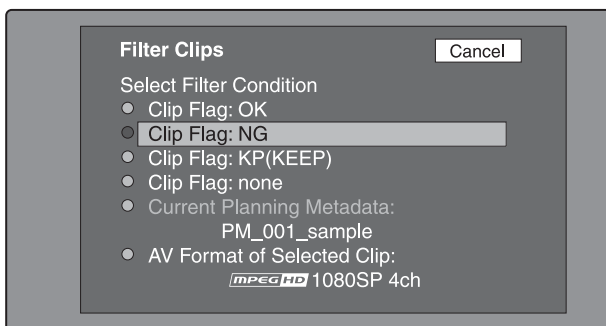 Filter Clips
Cancel
Select Filter Condition
Clip Flag: OK
Clip Flag: NG
Clip Flag: KP(KEEP)
Clip Flag: none
Current Planning Metadata:
PM_001_sample
AV Format of Selected Clip:
MPEG HD 1080SP 4ch